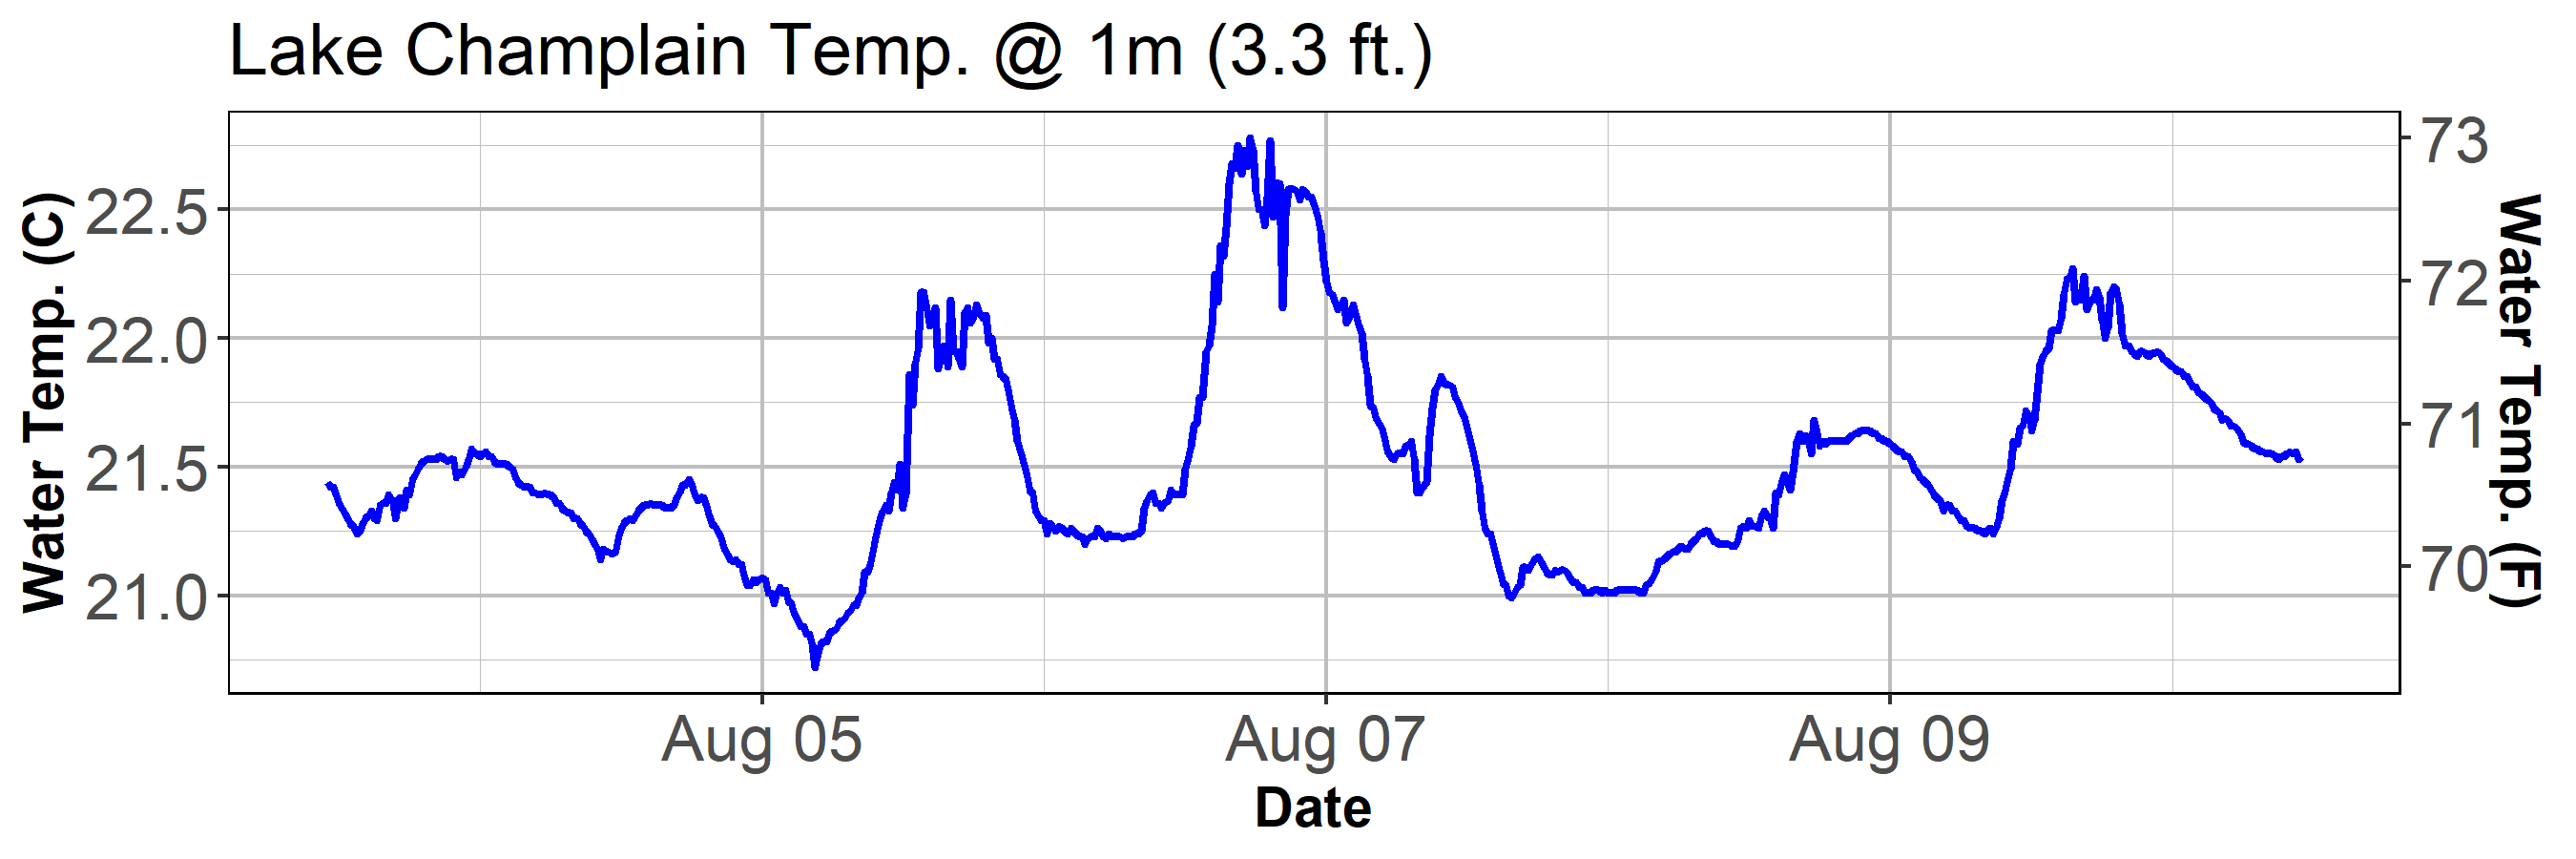 Lake Champlain Temp. @ 1m (3.3 ft.)
Water Temp. (C)
22.5
22.0
21.5
21.0
73
72
71
70
Water Temp. (F)
Aug 05
Aug 07
Aug 09
Date